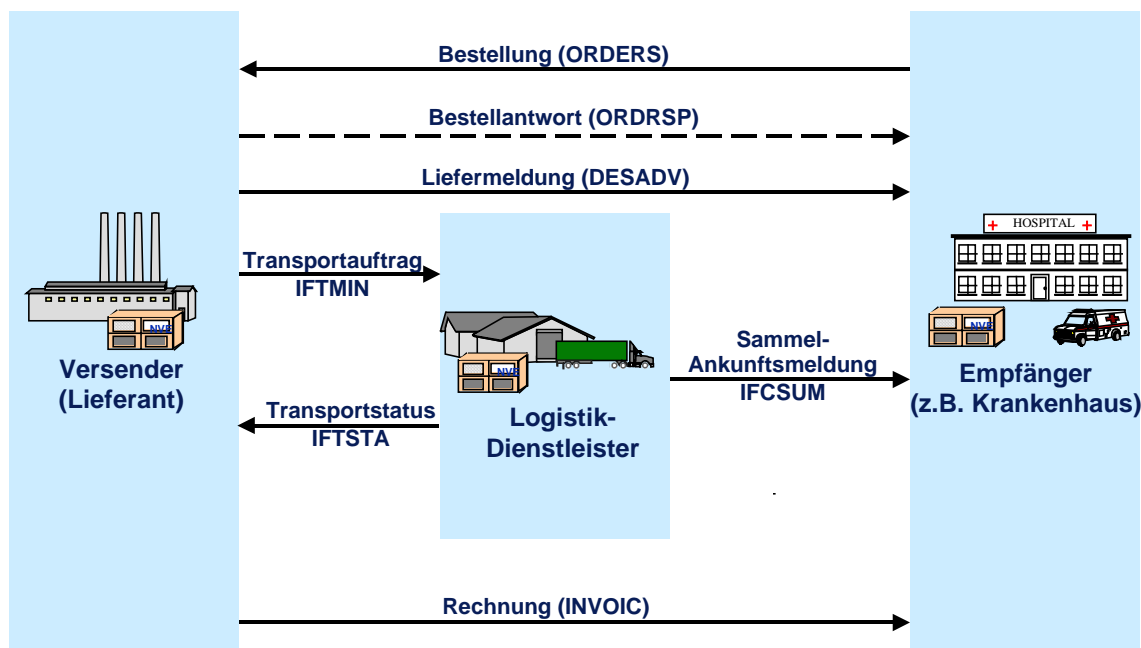 Bestellung (ORDERS)
Bestellantwort (ORDRSP)
Liefermeldung (DESADV)
HOSPITAL
Transportauftrag
IFTMIN
NVE
NVE
NVE
Sammel-
Ankunftsmeldung
IFCSUM
Versender
(Lieferant)
Empfänger
(z.B. Krankenhaus)
Transportstatus
IFTSTA
Logistik-
Dienstleister
Rechnung (INVOIC)